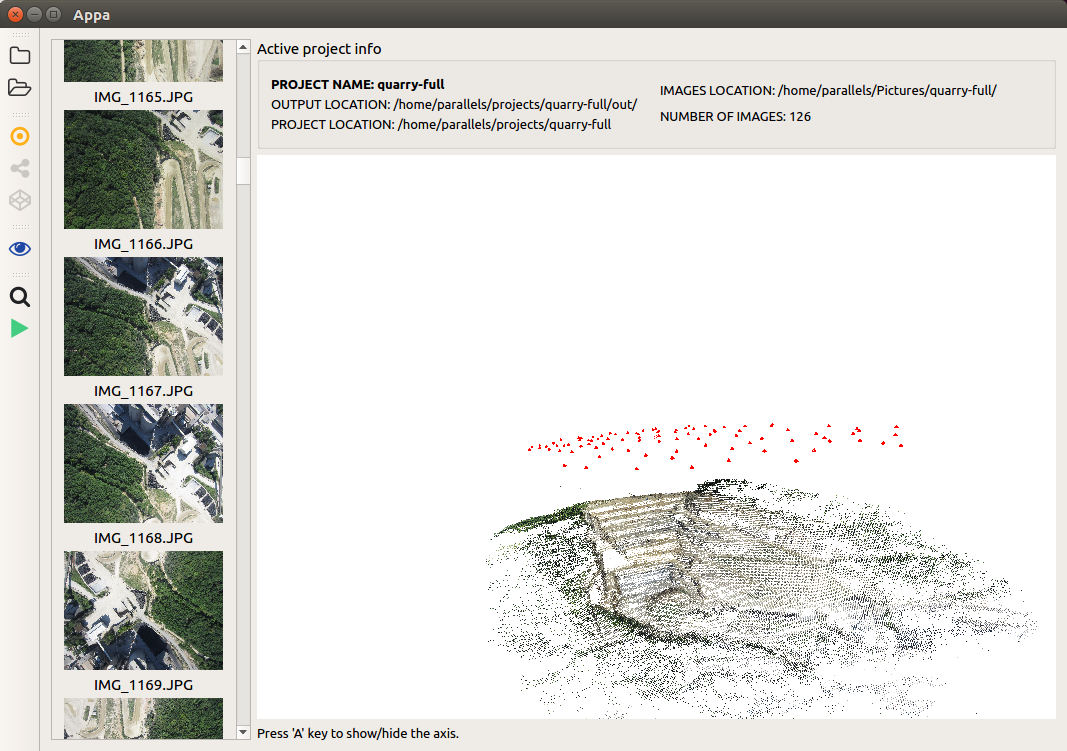 Appa
IMG_1165.JPG
IMG_1166.JPG
IMG_1167.JPG
IMG_1168.JPG
IMG_1169.JPG
Active project info
PROJECT NAME: quarry-full
OUTPUT LOCATION: /home/parallels/projects/quarry-full/out/
PROJECT LOCATION: /home/parallels/projects/quarry-full
IMAGES LOCATION: /home/parallels/Pictures/quarry-full/
NUMBER OF IMAGES: 126
Press 'A' key to show/hide the axis.